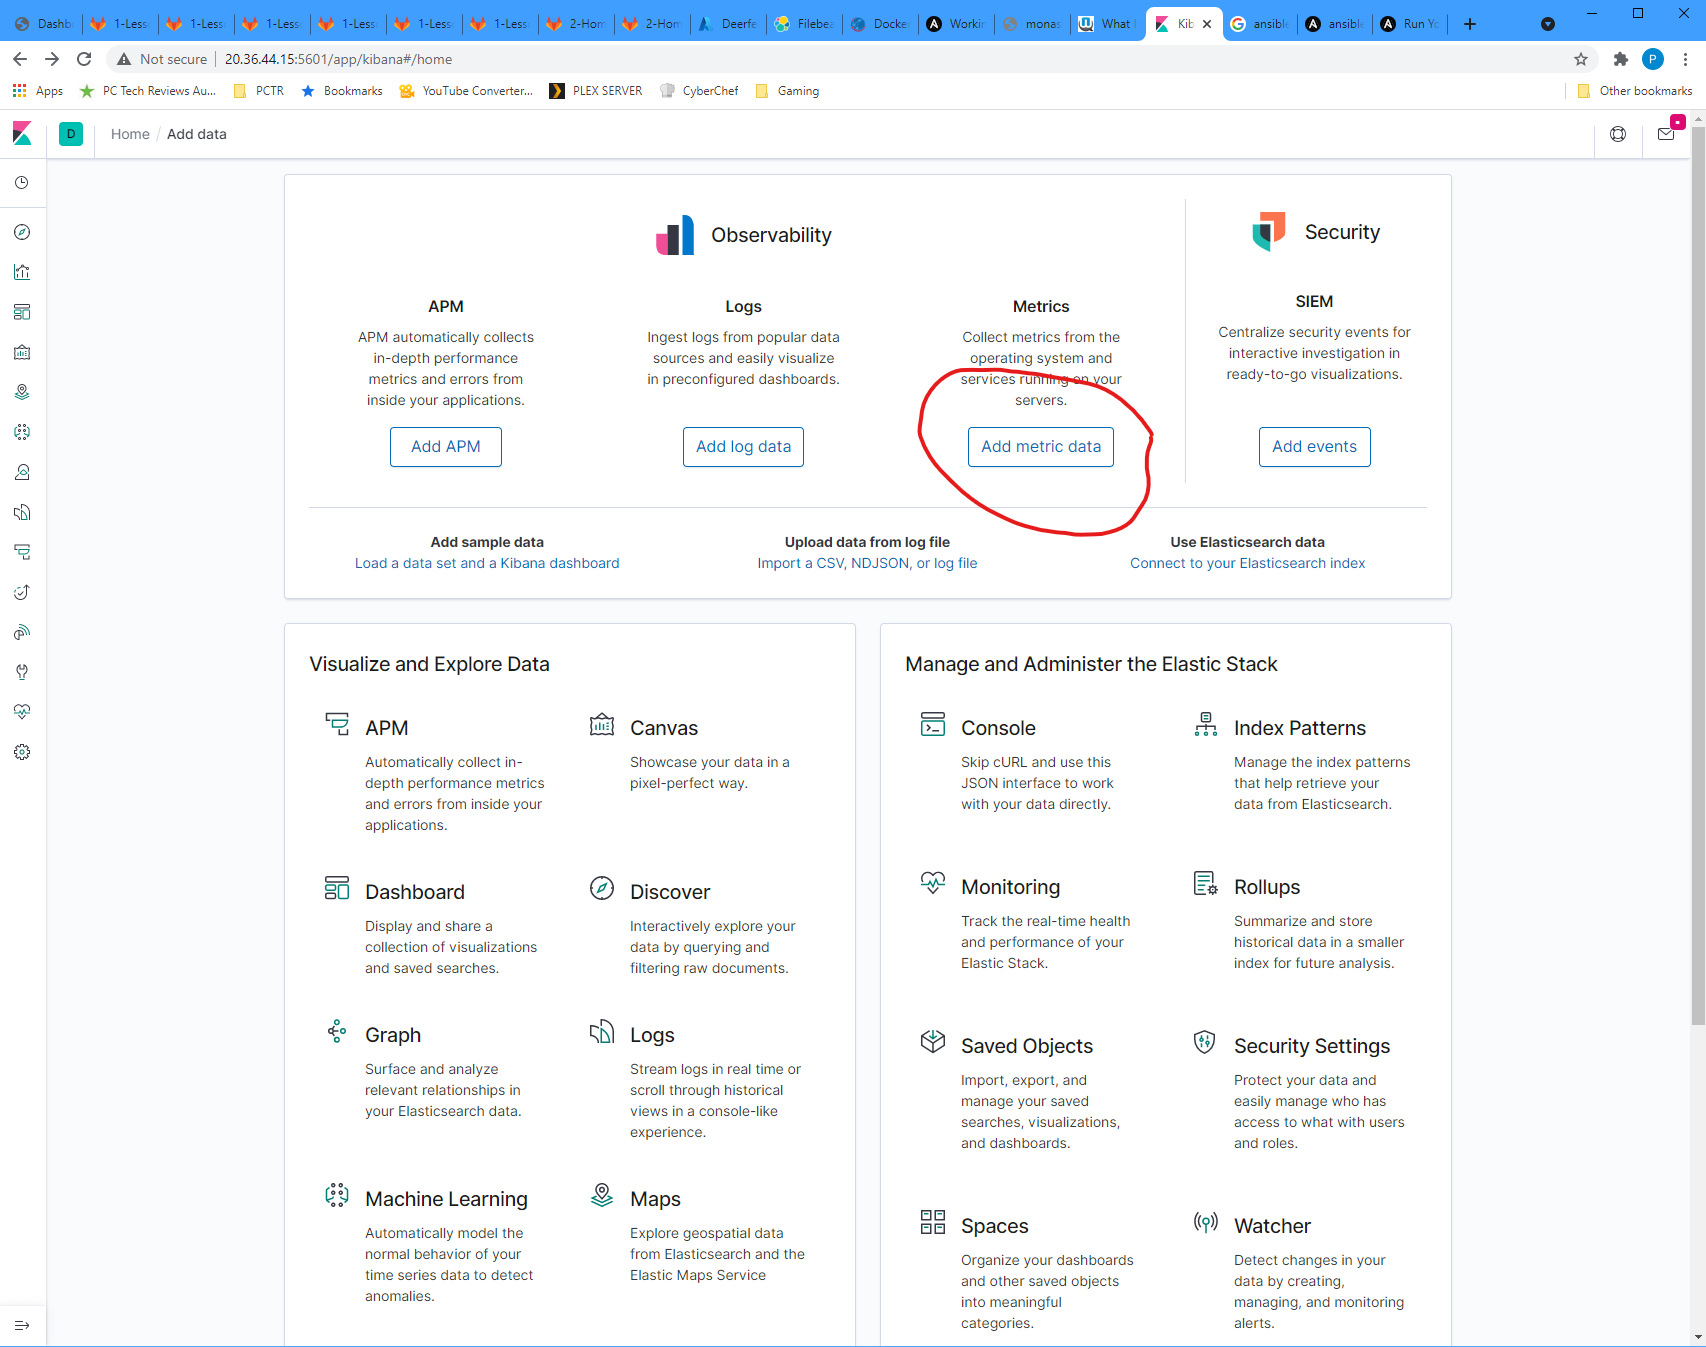 Dashb
1-Less
1-Less
1-Less
1-Less
1-Less
1-Less
2-Hom
2-Hom
Deerfe
Filebea
Docke
Workin
monas
What
Kib
ansible
ansible
Run Yo
Not secure
20.36.44.15:5601/app/kibana#/home
P
Apps
PC Tech Reviews Au...
PCTR
Bookmarks
YouTube Converter...
PLEX SERVER
CyberChef
Gaming
Other bookmarks
D
Home / Add data
Observability
Security
APM
APM automatically collects
in-depth performance
metrics and errors from
inside your applications.
Add APM
Logs
Ingest logs from popular data
sources and easily visualize
in preconfigured dashboards.
Add log data
Metrics
Collect metrics from the
operating system and
services running on your
servers.
Add metric data
SIEM
Centralize security events for
interactive investigation in
ready-to-go visualizations.
Add events
Add sample data
Load a data set and a Kibana dashboard
Upload data from log file
Import a CSV, NDJSON, or log file
Use Elasticsearch data
Connect to your Elasticsearch index
Visualize and Explore Data
APM
Automatically collect in-
depth performance metrics
and errors from inside your
applications.
Canvas
Showcase your data in a
pixel-perfect way.
Dashboard
Display and share a
collection of visualizations
and saved searches.
Discover
Interactively explore your
data by querying and
filtering raw documents.
Graph
Surface and analyze
relevant relationships in
your Elasticsearch data.
Logs
Stream logs in real time or
scroll through historical
views in a console-like
experience.
Machine Learning
Automatically model the
normal behavior of your
time series data to detect
anomalies.
Maps
Explore geospatial data
from Elasticsearch and the
Elastic Maps Service
Manage and Administer the Elastic Stack
Console
Skip cURL and use this
JSON interface to work
with your data directly.
Index Patterns
Manage the index patterns
that help retrieve your
data from Elasticsearch.
Monitoring
Track the real-time health
and performance of your
Elastic Stack.
Rollups
Summarize and store
historical data in a smaller
index for future analysis.
Saved Objects
Import, export, and
manage your saved
searches, visualizations,
and dashboards.
Security Settings
Protect your data and
easily manage who has
access to what with users
and roles.
Spaces
Organize your dashboards
and other saved objects
into meaningful
categories.
Watcher
Detect changes in your
data by creating,
managing, and monitoring
alerts.